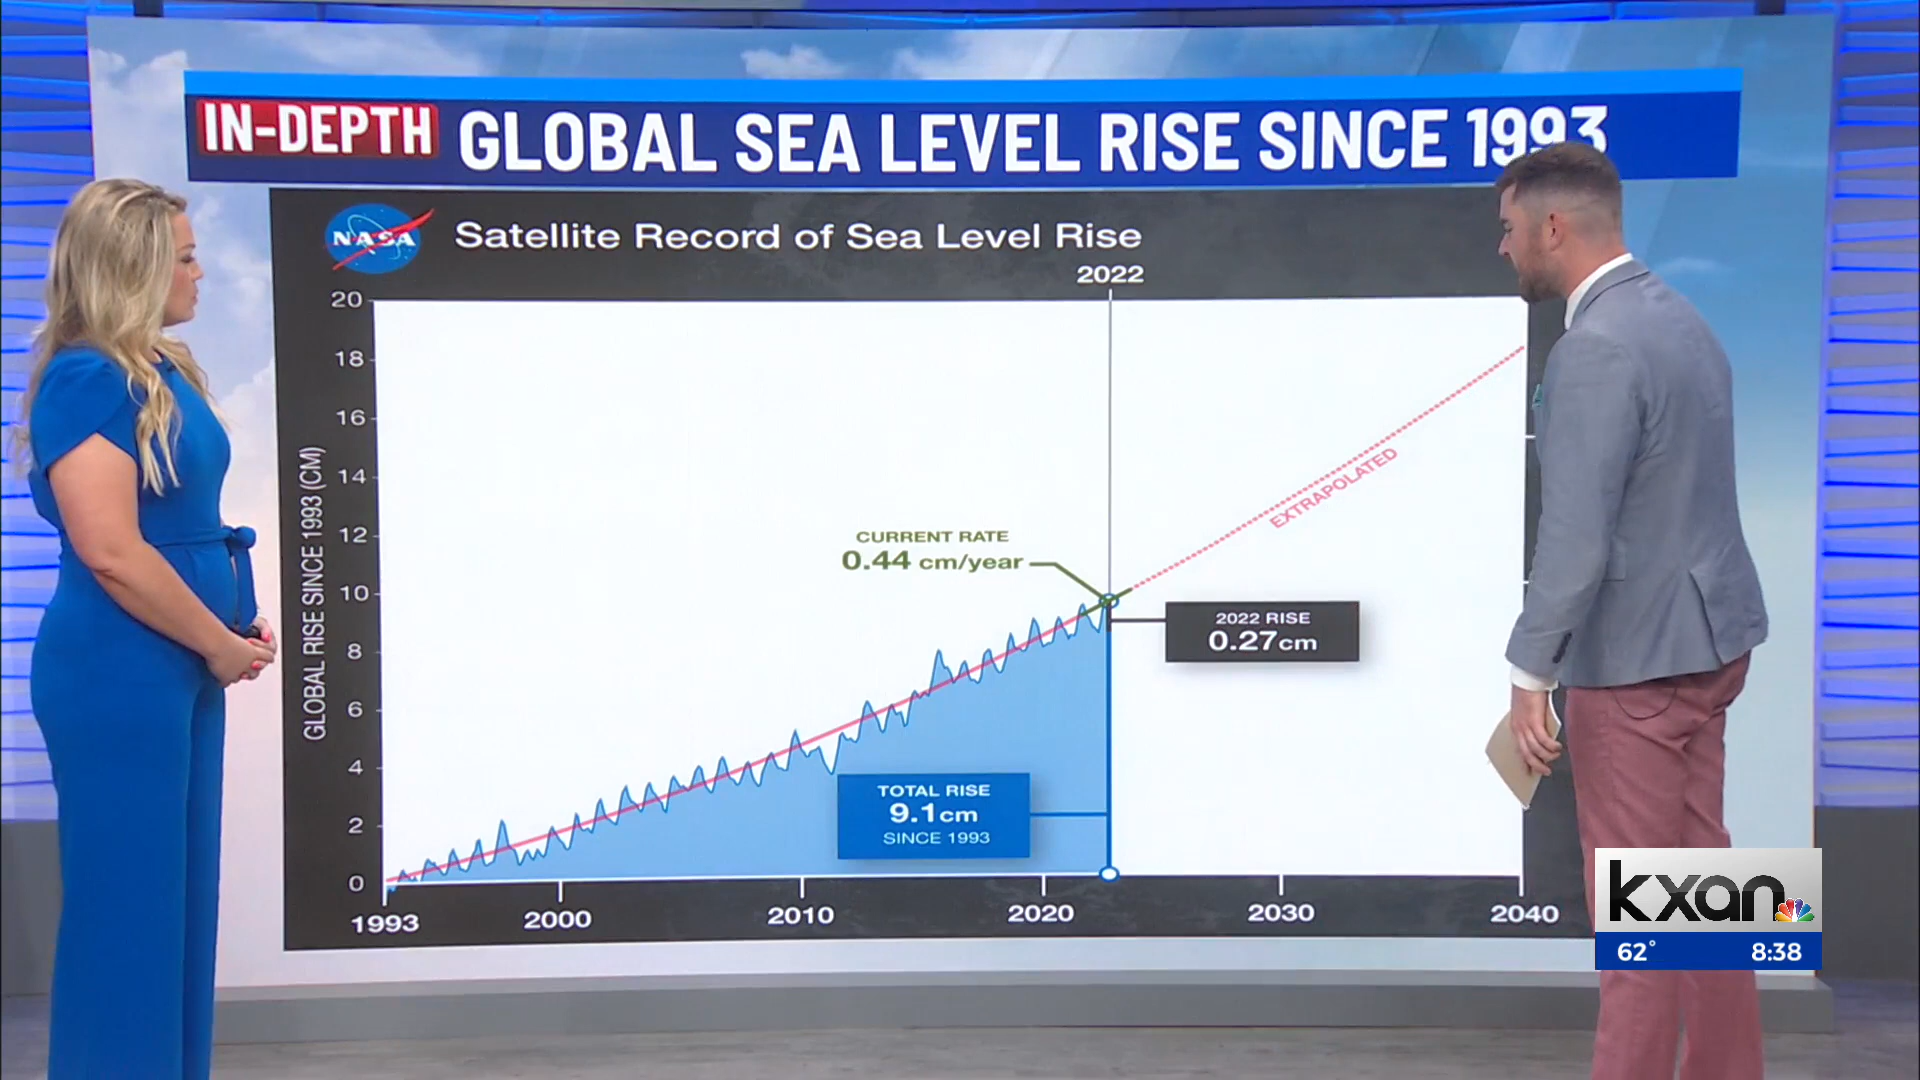 IN-DEPTH GLOBAL SEA LEVEL RISE SINCE 1993
NASA
Satellite Record of Sea Level Rise
2022
20
18
16
14
12
10
8
6
4
2
0
GLOBAL RISE SINCE 1993 (CM)
EXTRAPOLATED
CURRENT RATE
0.44 cm/year
2022 RISE
0.27cm
TOTAL RISE
9.1cm
SINCE 1993
1993 2000 2010 2020 2030 2040
kxan
62° 8:38